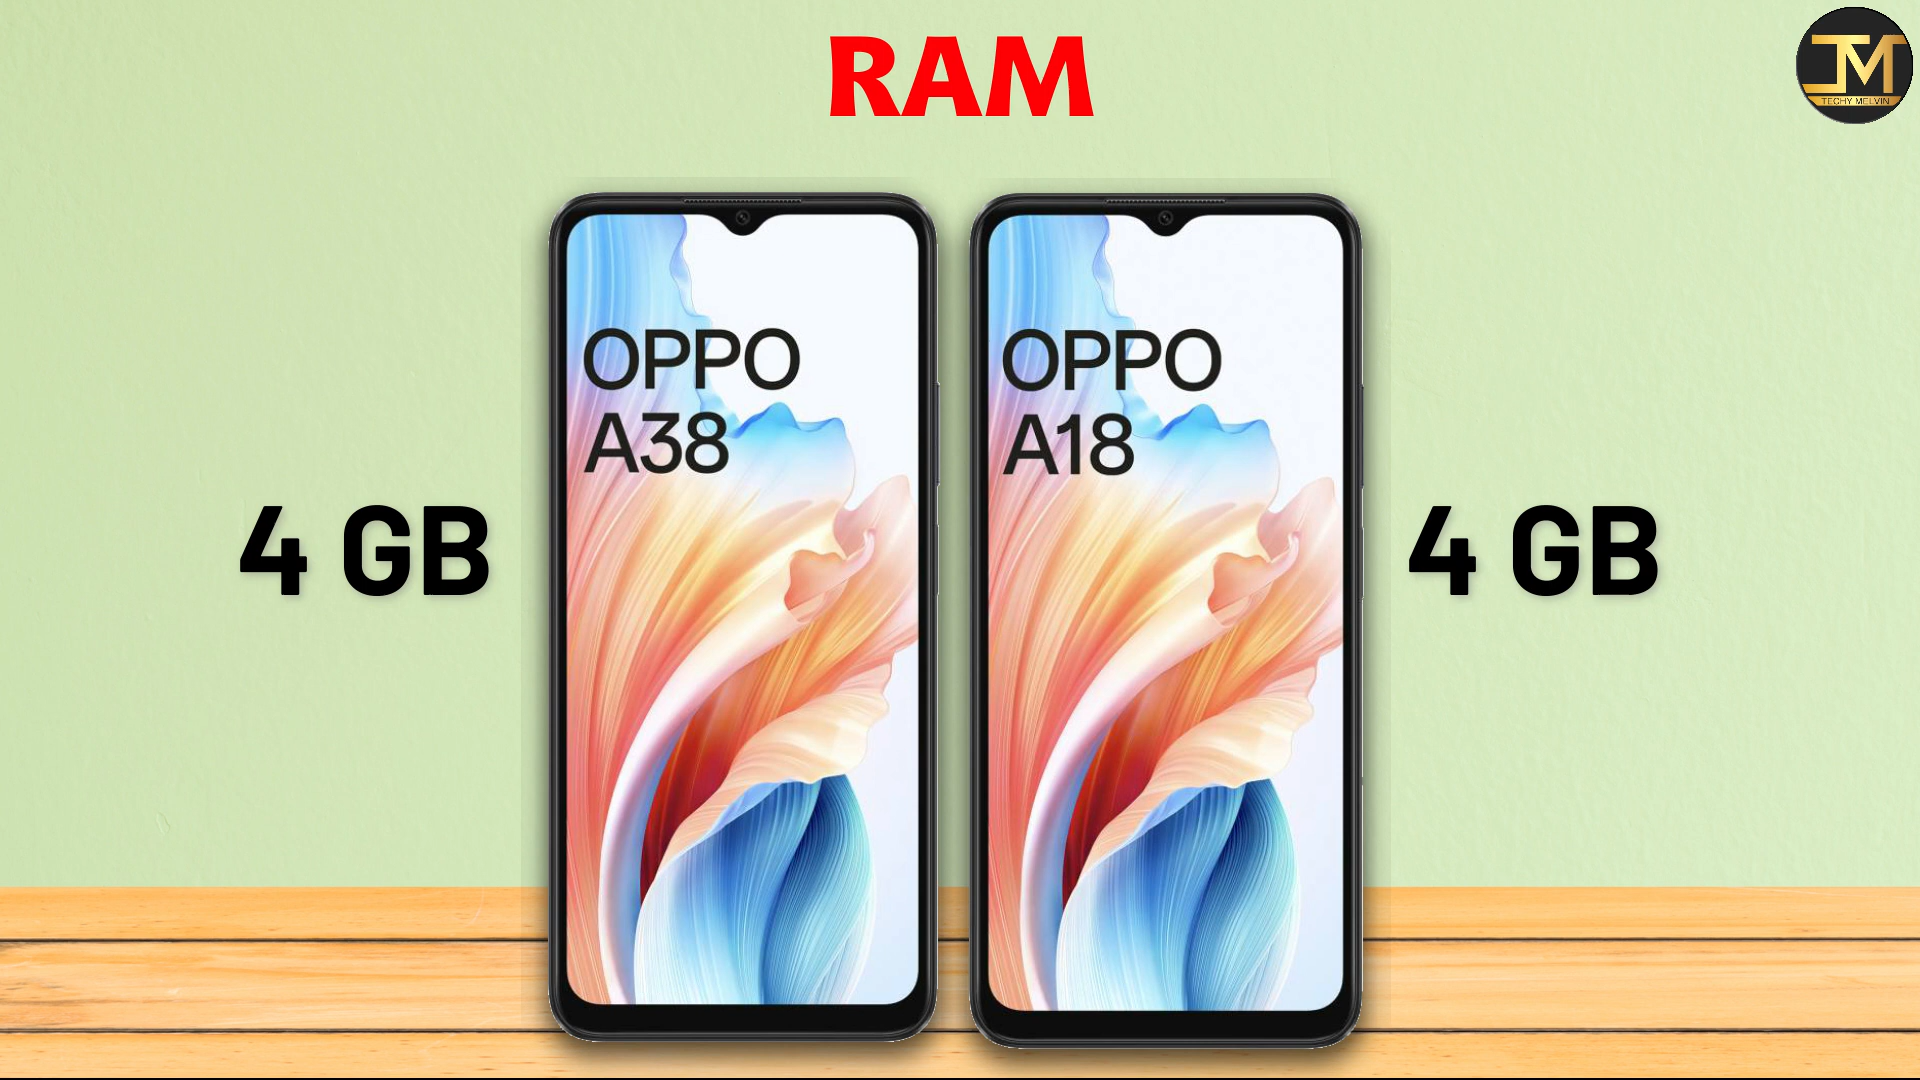 RAM
TM
TECHY MELVIN
OPPO
A38
OPPO
A18
4 GB
4 GB